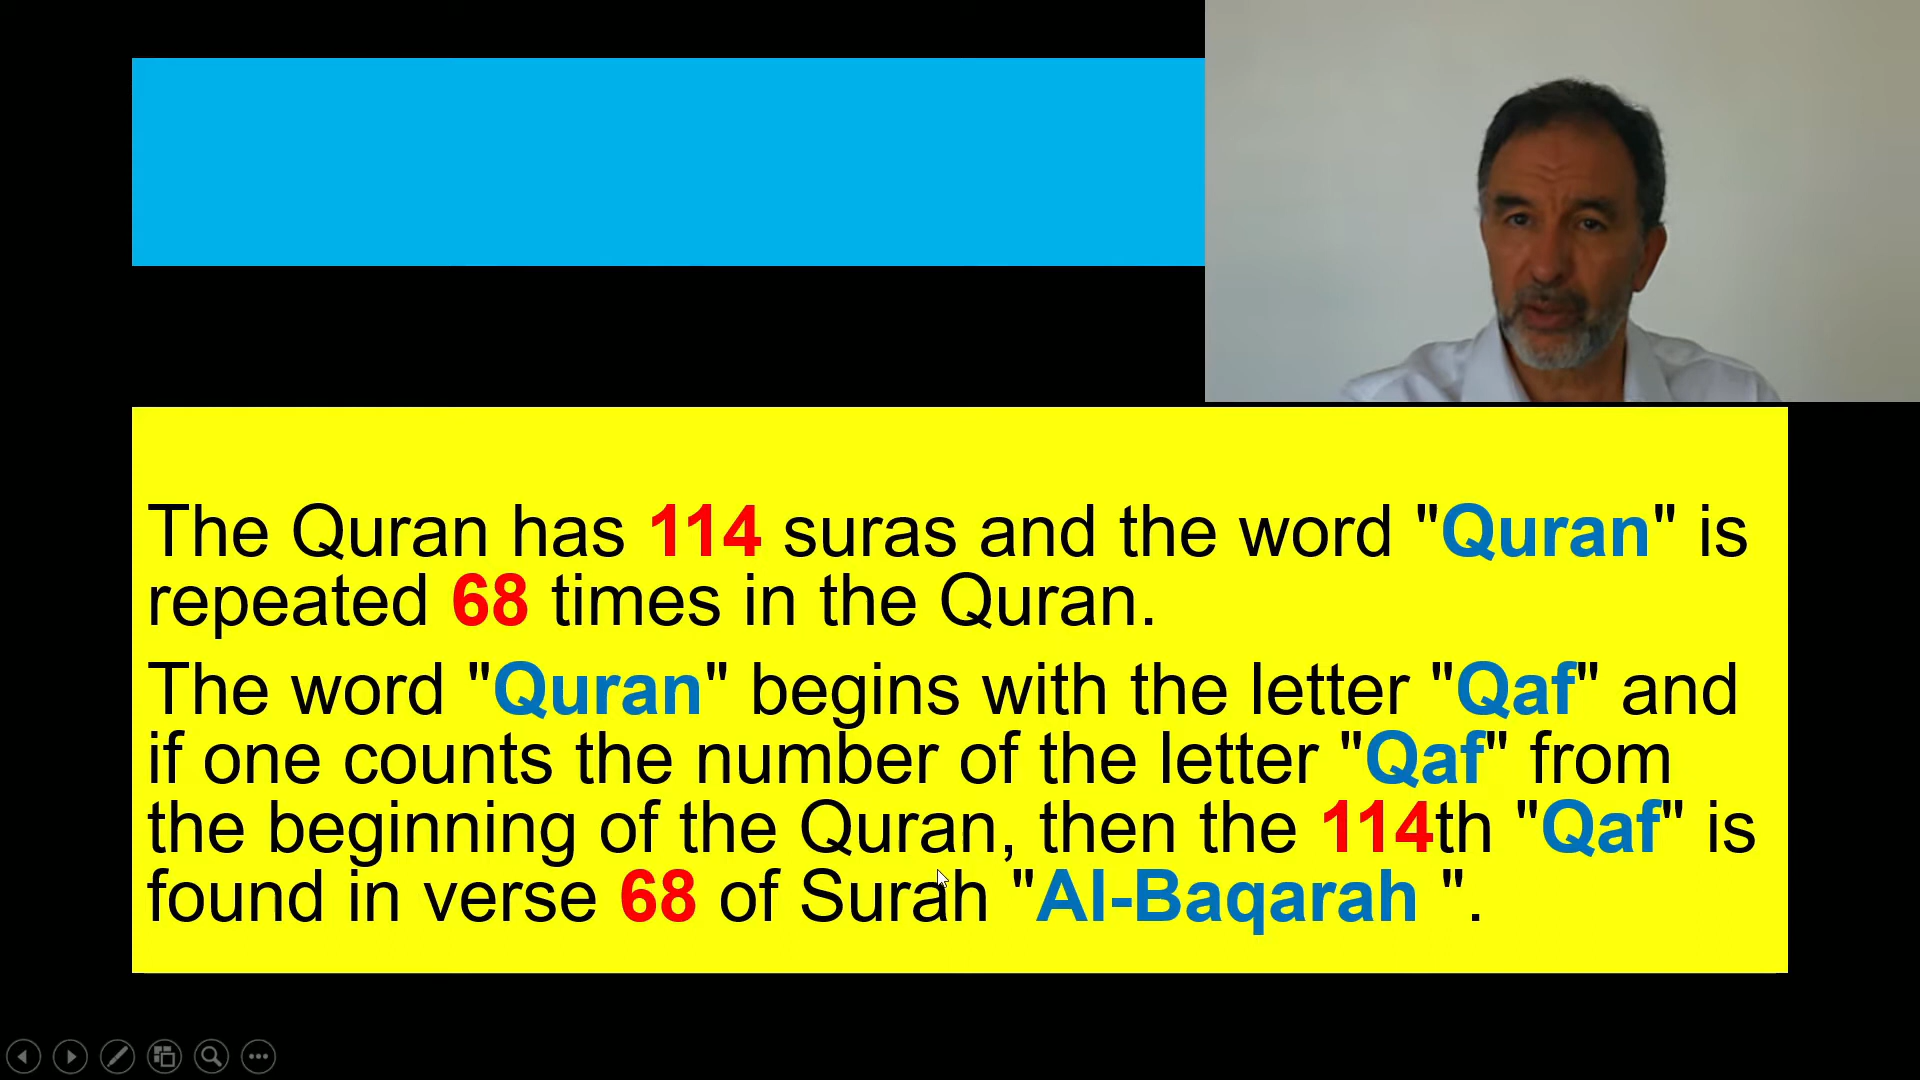 The Quran has 114 suras and the word "Quran" is
repeated 68 times in the Quran.
The word "Quran" begins with the letter "Qaf" and
if one counts the number of the letter "Qaf" from
the beginning of the Quran, then the 114th "Qaf" is
found in verse 68 of Surah "Al-Baqarah ".